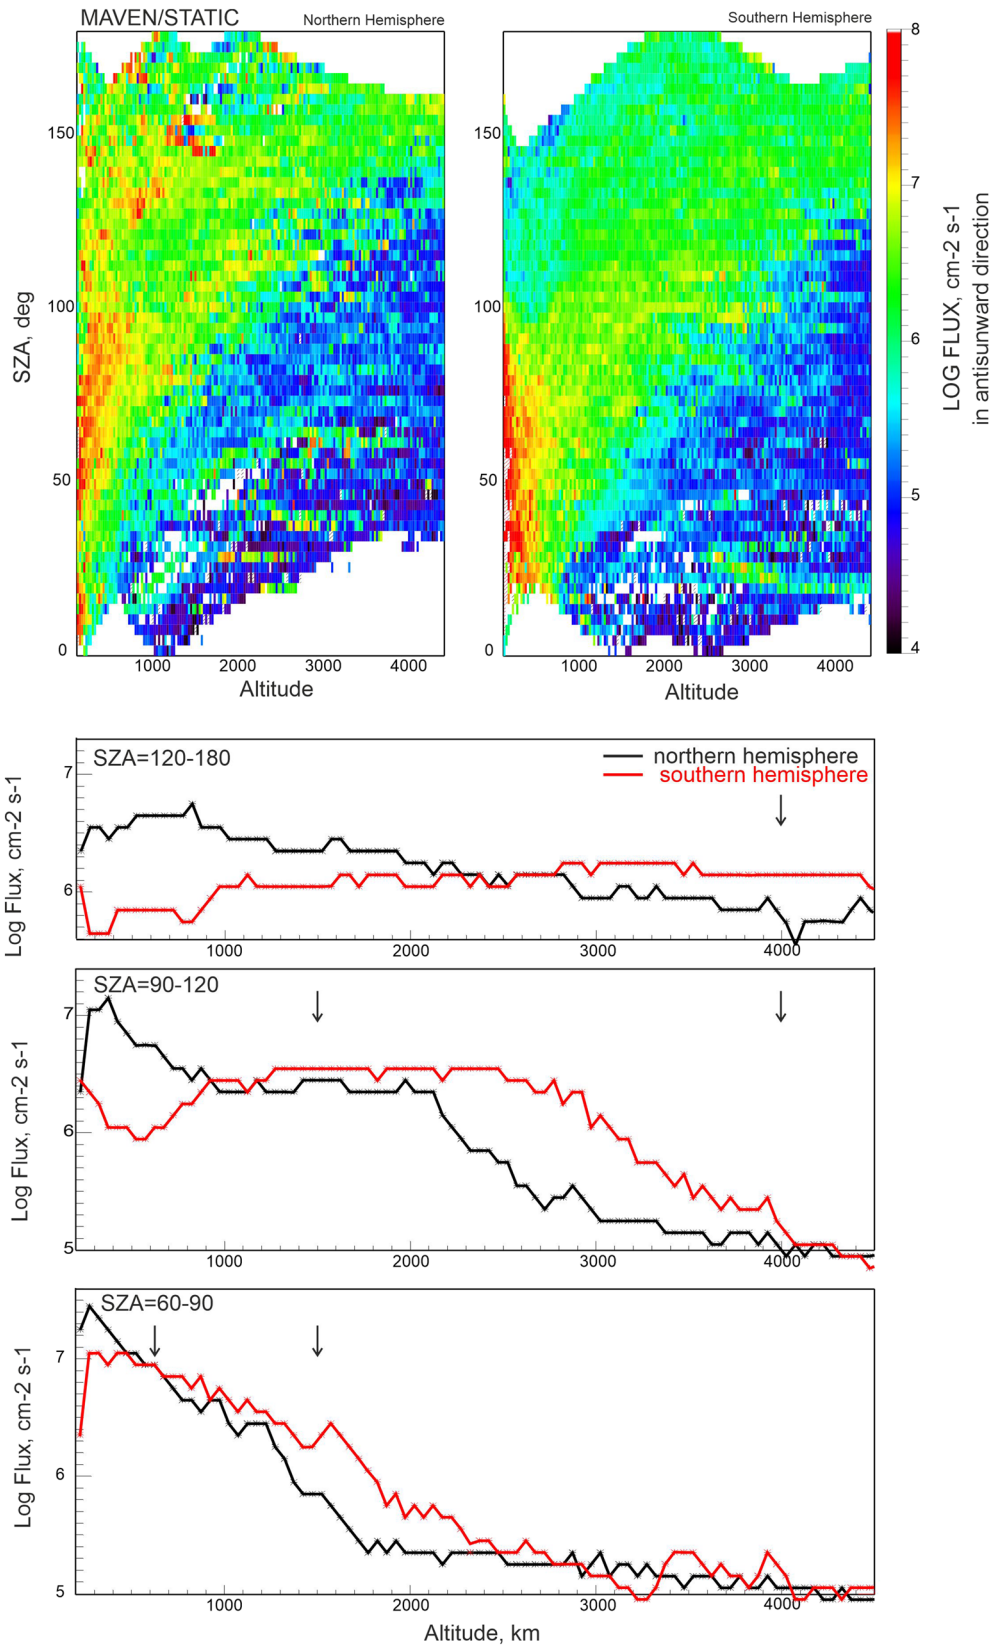 MAVEN/STATIC
Northern Hemisphere
Southern Hemisphere
150
100
50
0
SZA, deg
1000 2000 3000 4000
Altitude
150
100
50
0
1000 2000 3000 4000
Altitude
8
7
6
5
4
LOG FLUX, cm-2 s-1
in antisunward direction
SZA=120-180
northern hemisphere
southern hemisphere
7
6
Log Flux, cm-2 s-1
1000 2000 3000 4000
SZA=90-120
7
6
5
Log Flux, cm-2 s-1
1000 2000 3000 4000
SZA=60-90
7
6
5
Log Flux, cm-2 s-1
1000 2000 3000 4000
Altitude, km